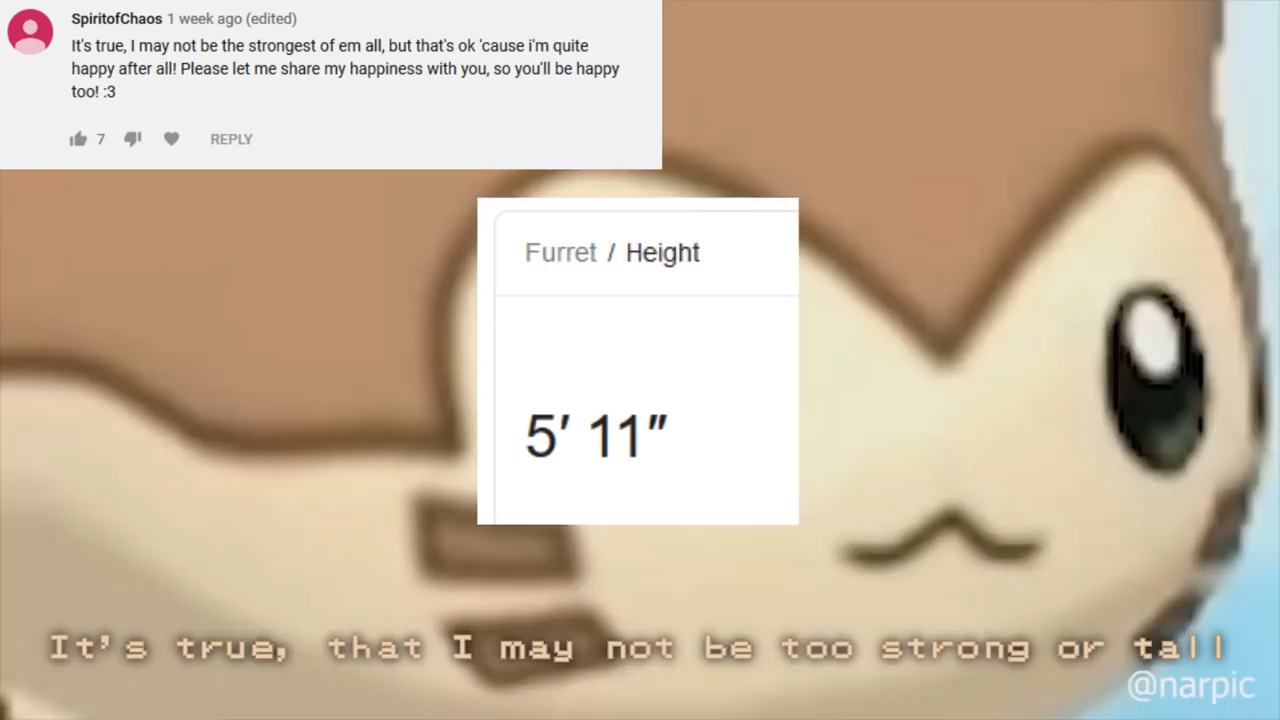 SpiritofChaos 1 week ago (edited)
It's true, I may not be the strongest of em all, but that's ok 'cause i'm quite
happy after all! Please let me share my happiness with you, so you'll be happy
too! :3
7 REPLY
Furret / Height
5′ 11″
It's true, that I may not be too strong or tall
@narpic